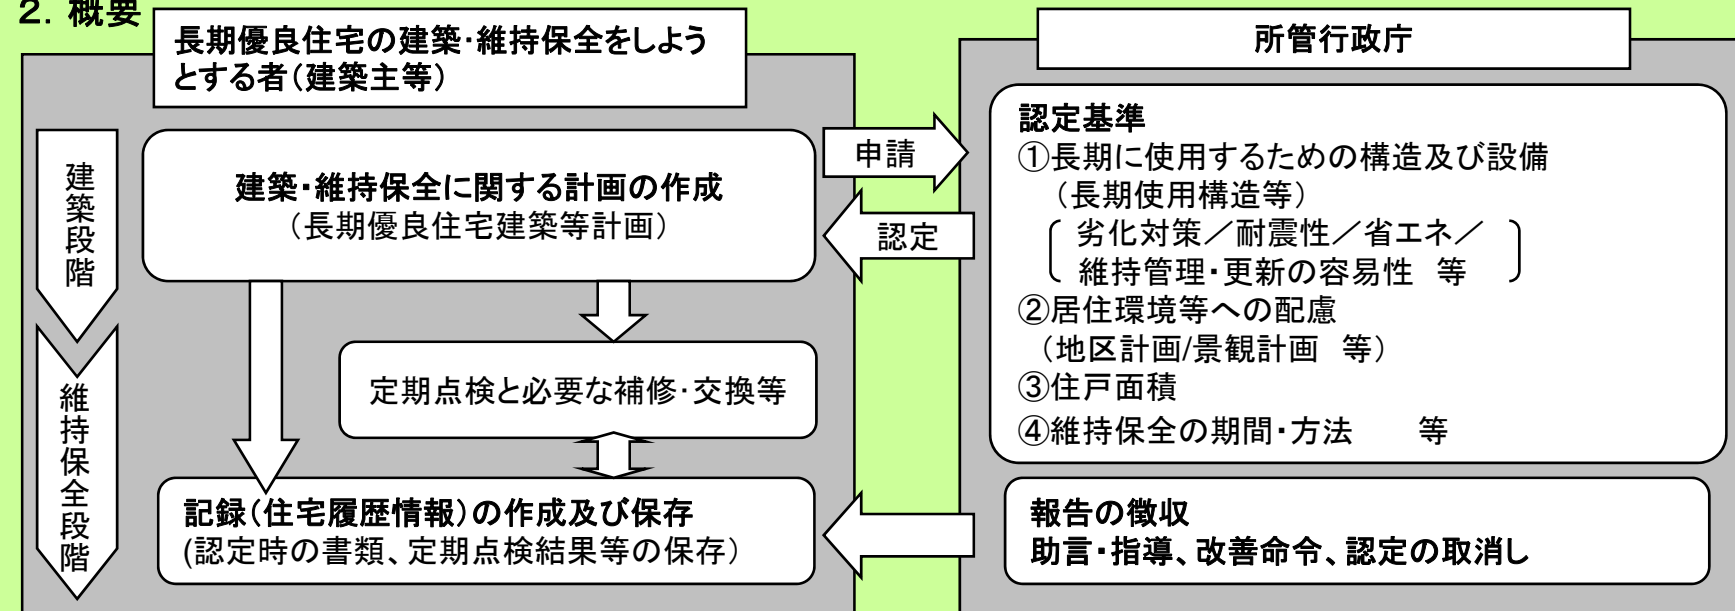 2. 概要
長期優良住宅の建築･維持保全をしよう
とする者（建築主等）
建築段階
維持保全段階
建築・維持保全に関する計画の作成
（長期優良住宅建築等計画）
定期点検と必要な補修･交換等
記録（住宅履歴情報）の作成及び保存
(認定時の書類、定期点検結果等の保存）
申請
認定
所管行政庁
認定基準
①長期に使用するための構造及び設備
（長期使用構造等）
劣化対策／耐震性／省エネ／
維持管理・更新の容易性　等
②居住環境等への配慮
（地区計画/景観計画　等）
③住戸面積
④維持保全の期間・方法　　等
報告の徴収
助言・指導、改善命令、認定の取消し